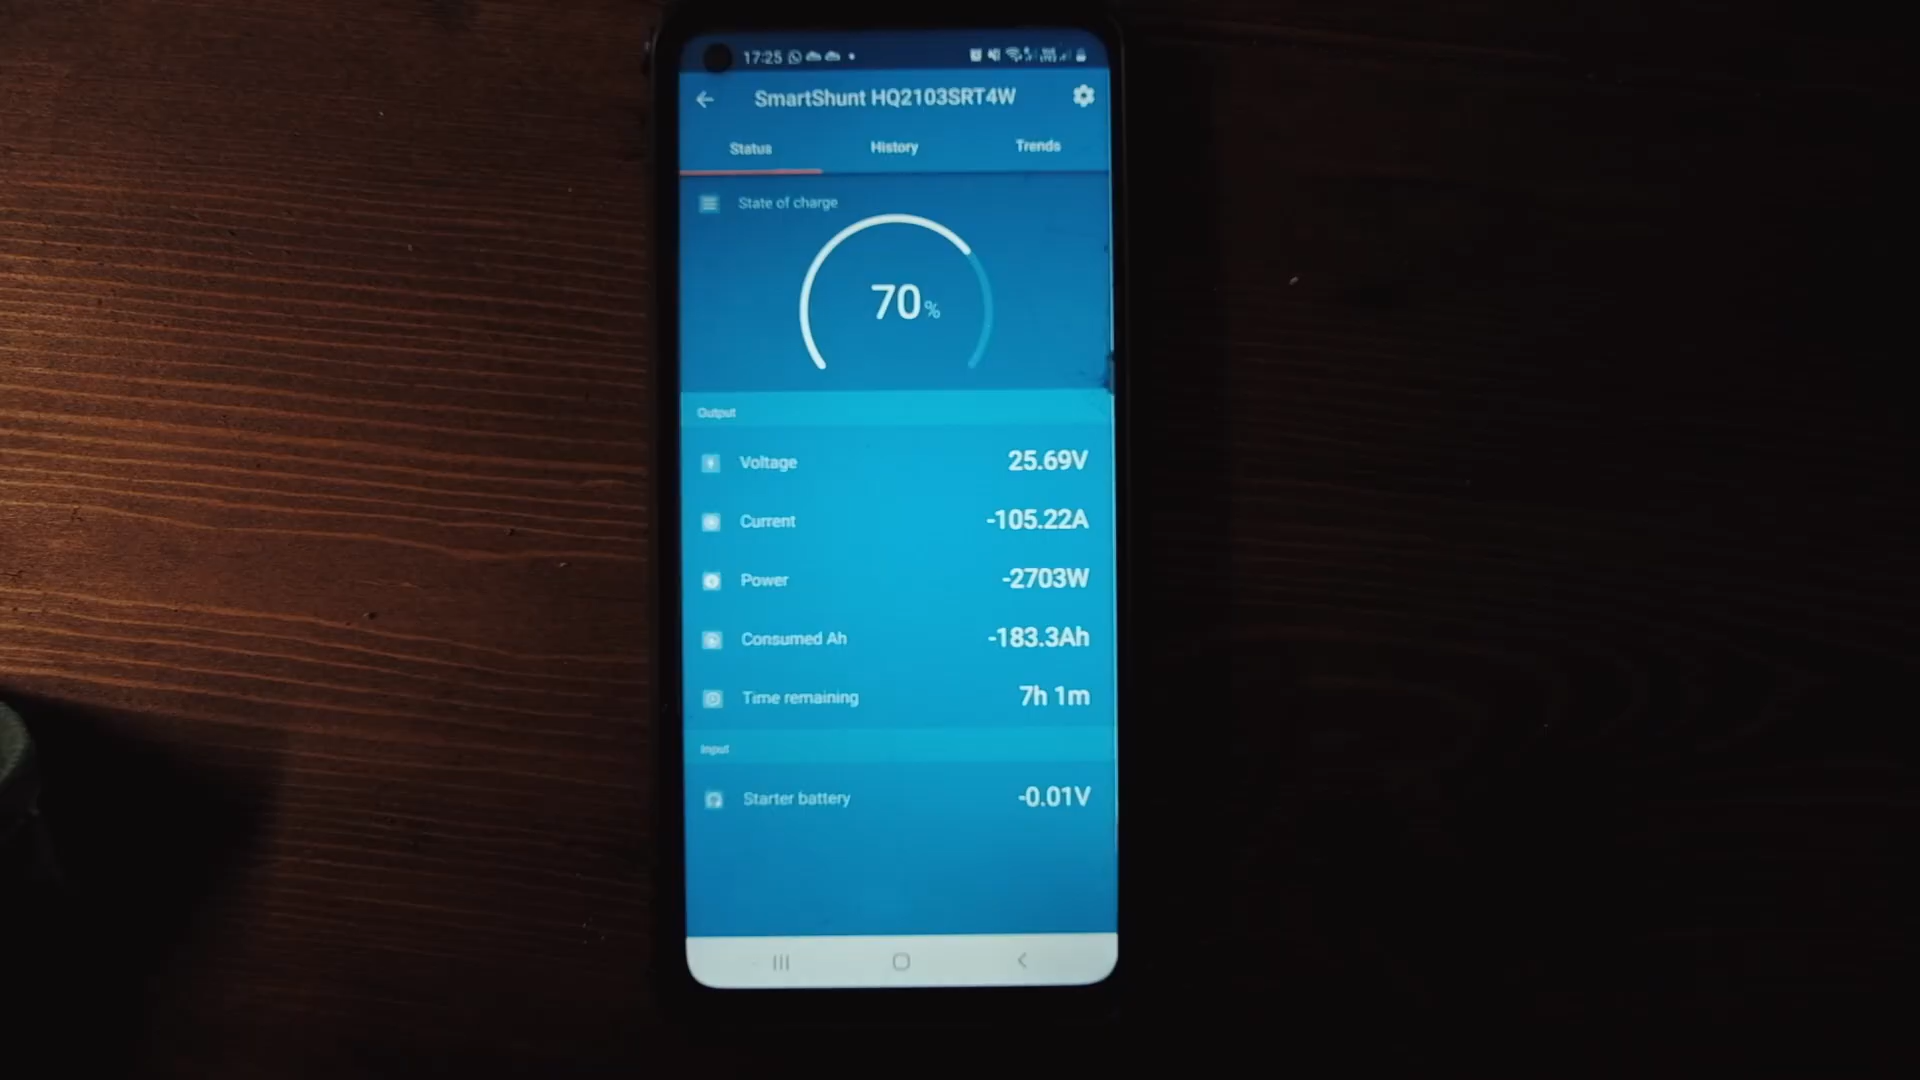 17:25
SmartShunt HQ2103SRT4W
Status History Trends
State of charge
70%
Output
Voltage 25.69V
Current -105.22A
Power -2703W
Consumed Ah -183.3Ah
Time remaining 7h 1m
Input
Starter battery -0.01V